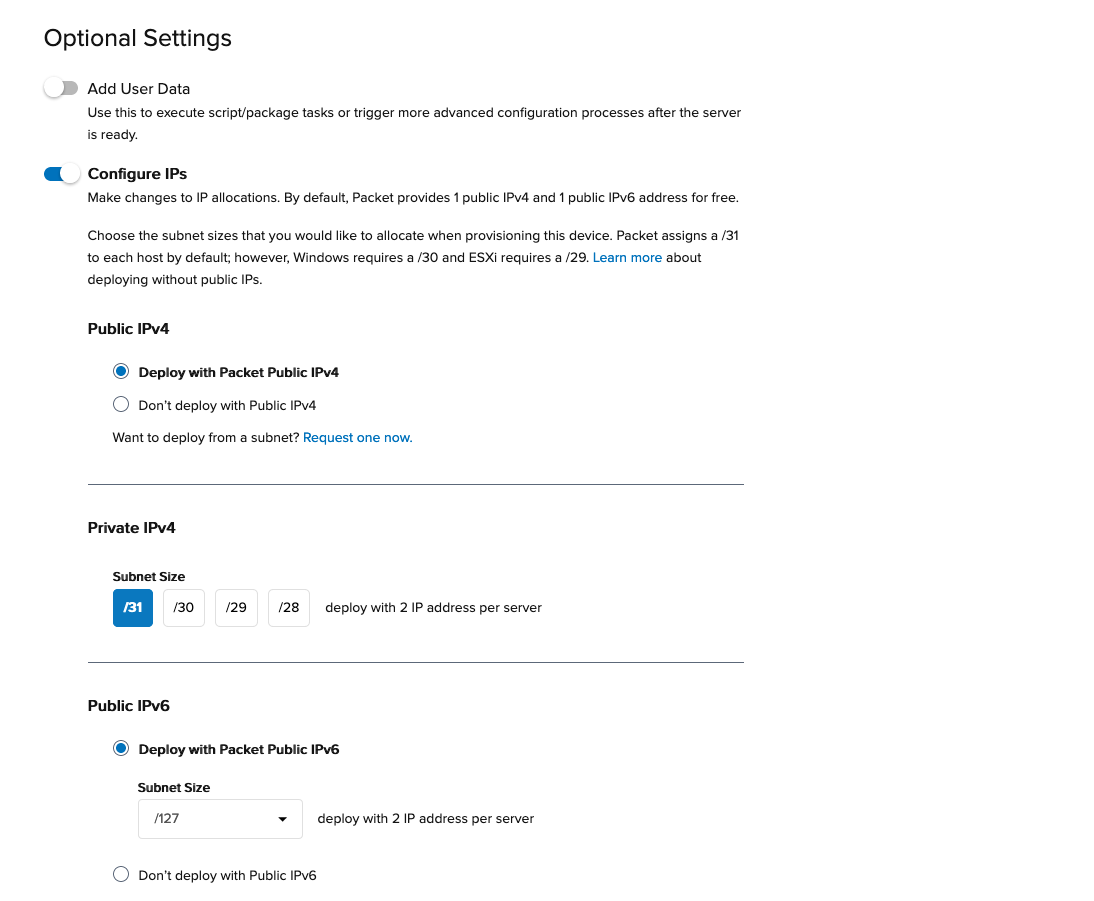 Optional Settings
Add User Data
Use this to execute script/package tasks or trigger more advanced configuration processes after the server
is ready.
Configure IPs
Make changes to IP allocations. By default, Packet provides 1 public IPv4 and 1 public IPv6 address for free.
Choose the subnet sizes that you would like to allocate when provisioning this device. Packet assigns a /31
to each host by default; however, Windows requires a /30 and ESXi requires a /29. Learn more about
deploying without public IPs.
Public IPv4
Deploy with Packet Public IPv4
Don't deploy with Public IPv4
Want to deploy from a subnet? Request one now.
Private IPv4
Subnet Size
/31 /30 /29 /28 deploy with 2 IP address per server
Public IPv6
Deploy with Packet Public IPv6
Subnet Size
/127 deploy with 2 IP address per server
Don't deploy with Public IPv6